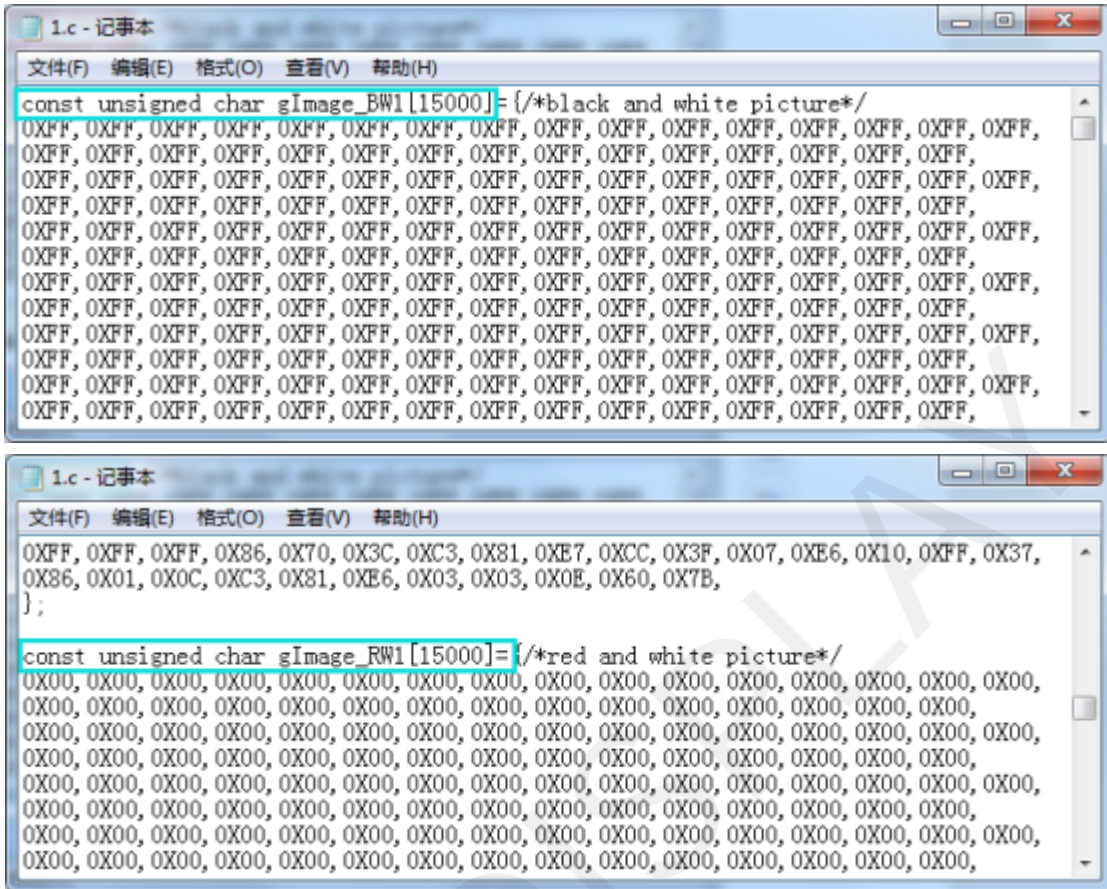 1.c - 记事本
文件(F) 编辑(E) 格式(O) 查看(V) 帮助(H)
const unsigned char gImage_BW1[15000]={/*black and white picture*/
0XFF,0XFF,0XFF,0XFF,0XFF,0XFF,0XFF,0XFF,0XFF,0XFF,0XFF,0XFF,0XFF,0XFF,0XFF,0XFF,
0XFF,0XFF,0XFF,0XFF,0XFF,0XFF,0XFF,0XFF,0XFF,0XFF,0XFF,0XFF,0XFF,0XFF,0XFF,
0XFF,0XFF,0XFF,0XFF,0XFF,0XFF,0XFF,0XFF,0XFF,0XFF,0XFF,0XFF,0XFF,0XFF,0XFF,0XFF,
0XFF,0XFF,0XFF,0XFF,0XFF,0XFF,0XFF,0XFF,0XFF,0XFF,0XFF,0XFF,0XFF,0XFF,0XFF,
0XFF,0XFF,0XFF,0XFF,0XFF,0XFF,0XFF,0XFF,0XFF,0XFF,0XFF,0XFF,0XFF,0XFF,0XFF,0XFF,
0XFF,0XFF,0XFF,0XFF,0XFF,0XFF,0XFF,0XFF,0XFF,0XFF,0XFF,0XFF,0XFF,0XFF,0XFF,
0XFF,0XFF,0XFF,0XFF,0XFF,0XFF,0XFF,0XFF,0XFF,0XFF,0XFF,0XFF,0XFF,0XFF,0XFF,0XFF,
0XFF,0XFF,0XFF,0XFF,0XFF,0XFF,0XFF,0XFF,0XFF,0XFF,0XFF,0XFF,0XFF,0XFF,0XFF,
0XFF,0XFF,0XFF,0XFF,0XFF,0XFF,0XFF,0XFF,0XFF,0XFF,0XFF,0XFF,0XFF,0XFF,0XFF,0XFF,
0XFF,0XFF,0XFF,0XFF,0XFF,0XFF,0XFF,0XFF,0XFF,0XFF,0XFF,0XFF,0XFF,0XFF,0XFF,
0XFF,0XFF,0XFF,0XFF,0XFF,0XFF,0XFF,0XFF,0XFF,0XFF,0XFF,0XFF,0XFF,0XFF,0XFF,0XFF,
0XFF,0XFF,0XFF,0XFF,0XFF,0XFF,0XFF,0XFF,0XFF,0XFF,0XFF,0XFF,0XFF,0XFF,0XFF,
1.c - 记事本
文件(F) 编辑(E) 格式(O) 查看(V) 帮助(H)
0XFF,0XFF,0XFF,0X86,0X70,0X3C,0XC3,0X81,0XE7,0XCC,0X3F,0X07,0XE6,0X10,0XFF,0X37,
0X86,0X01,0X0C,0XC3,0X81,0XE6,0X03,0X03,0X0E,0X60,0X7B,
};
const unsigned char gImage_RW1[15000]={/*red and white picture*/
0X00,0X00,0X00,0X00,0X00,0X00,0X00,0X00,0X00,0X00,0X00,0X00,0X00,0X00,0X00,0X00,
0X00,0X00,0X00,0X00,0X00,0X00,0X00,0X00,0X00,0X00,0X00,0X00,0X00,0X00,0X00,
0X00,0X00,0X00,0X00,0X00,0X00,0X00,0X00,0X00,0X00,0X00,0X00,0X00,0X00,0X00,0X00,
0X00,0X00,0X00,0X00,0X00,0X00,0X00,0X00,0X00,0X00,0X00,0X00,0X00,0X00,0X00,
0X00,0X00,0X00,0X00,0X00,0X00,0X00,0X00,0X00,0X00,0X00,0X00,0X00,0X00,0X00,0X00,
0X00,0X00,0X00,0X00,0X00,0X00,0X00,0X00,0X00,0X00,0X00,0X00,0X00,0X00,0X00,
0X00,0X00,0X00,0X00,0X00,0X00,0X00,0X00,0X00,0X00,0X00,0X00,0X00,0X00,0X00,0X00,
0X00,0X00,0X00,0X00,0X00,0X00,0X00,0X00,0X00,0X00,0X00,0X00,0X00,0X00,0X00,